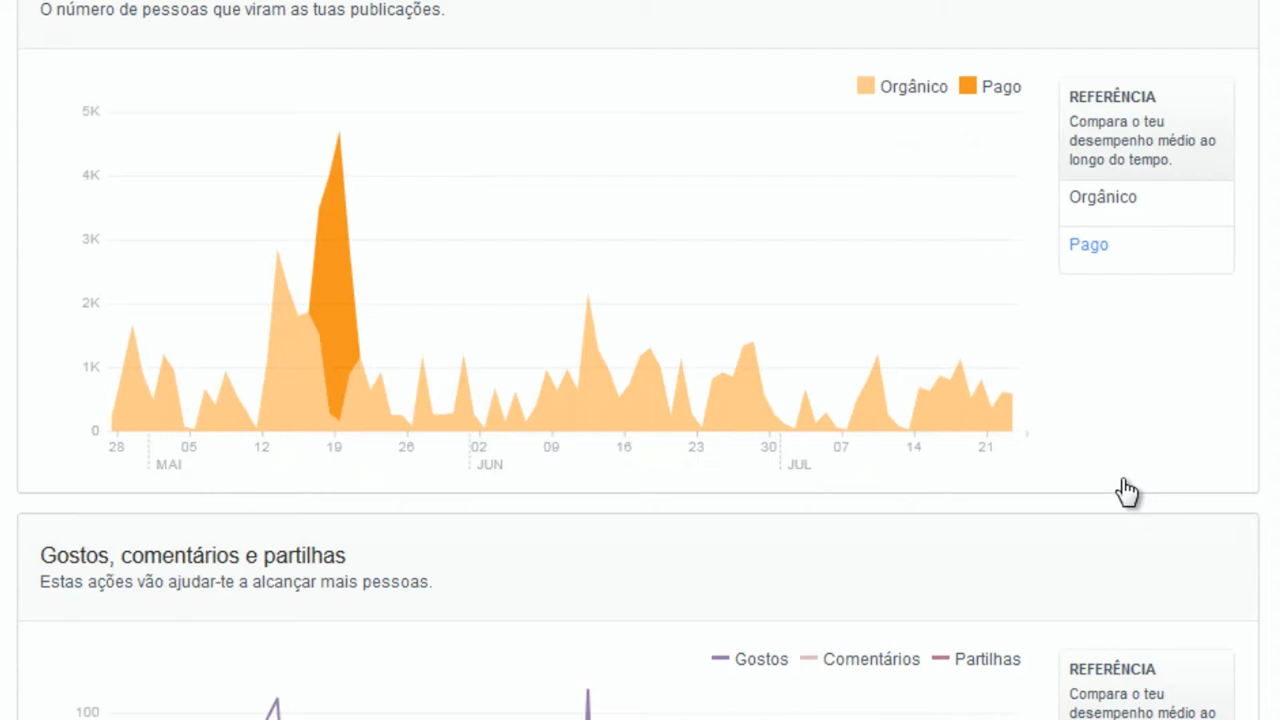 O número de pessoas que viram as tuas publicações.
Orgânico Pago
5K
4K
3K
2K
1K
0
28 05 12 19 26 02 09 16 23 30 07 14 21
MAI JUN JUL
REFERÊNCIA
Compara o teu
desempenho médio ao
longo do tempo.
Orgânico
Pago
Gostos, comentários e partilhas
Estas ações vão ajudar-te a alcançar mais pessoas.
Gostos Comentários Partilhas
100
REFERÊNCIA
Compara o teu
desempenho médio ao